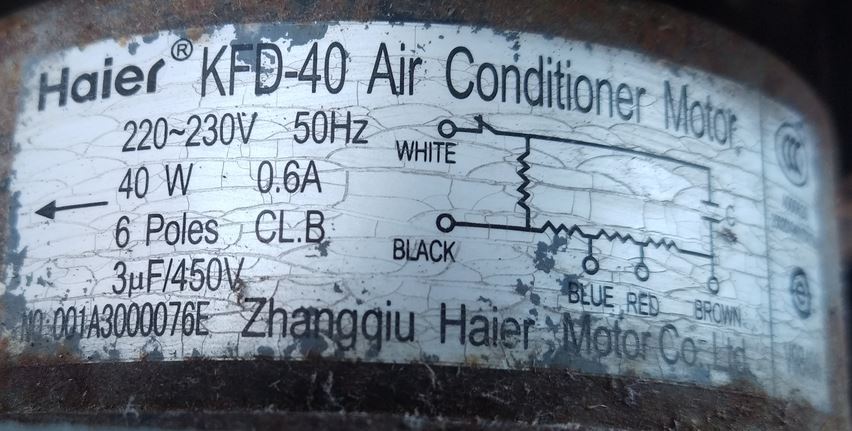 Haier® KFD-40 Air Conditioner Motor
220~230V 50Hz
40 W 0.6A
6 Poles CL.B
3μF/450V
NO:001A3000076E Zhangqiu Haier Motor Co. Ltd
WHITE
C
BLACK
BLUE RED BROWN
CCC